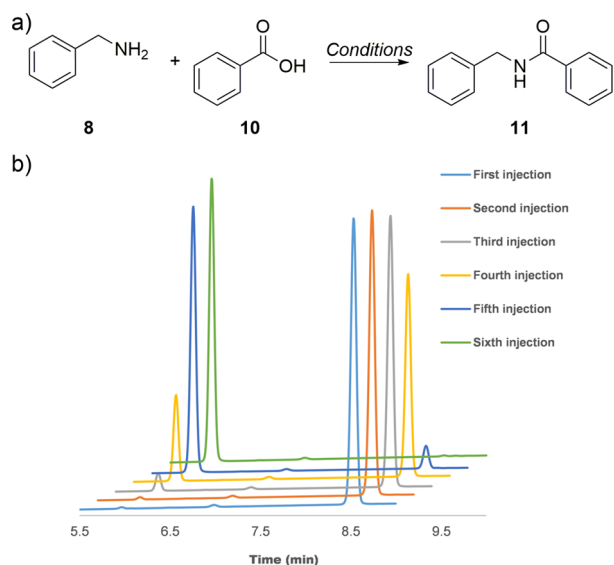 a)
NH2
+
O
OH
Conditions
O
N
H
8
10
11
b)
First injection
Second injection
Third injection
Fourth injection
Fifth injection
Sixth injection
5.5 6.5 7.5 8.5 9.5
Time (min)